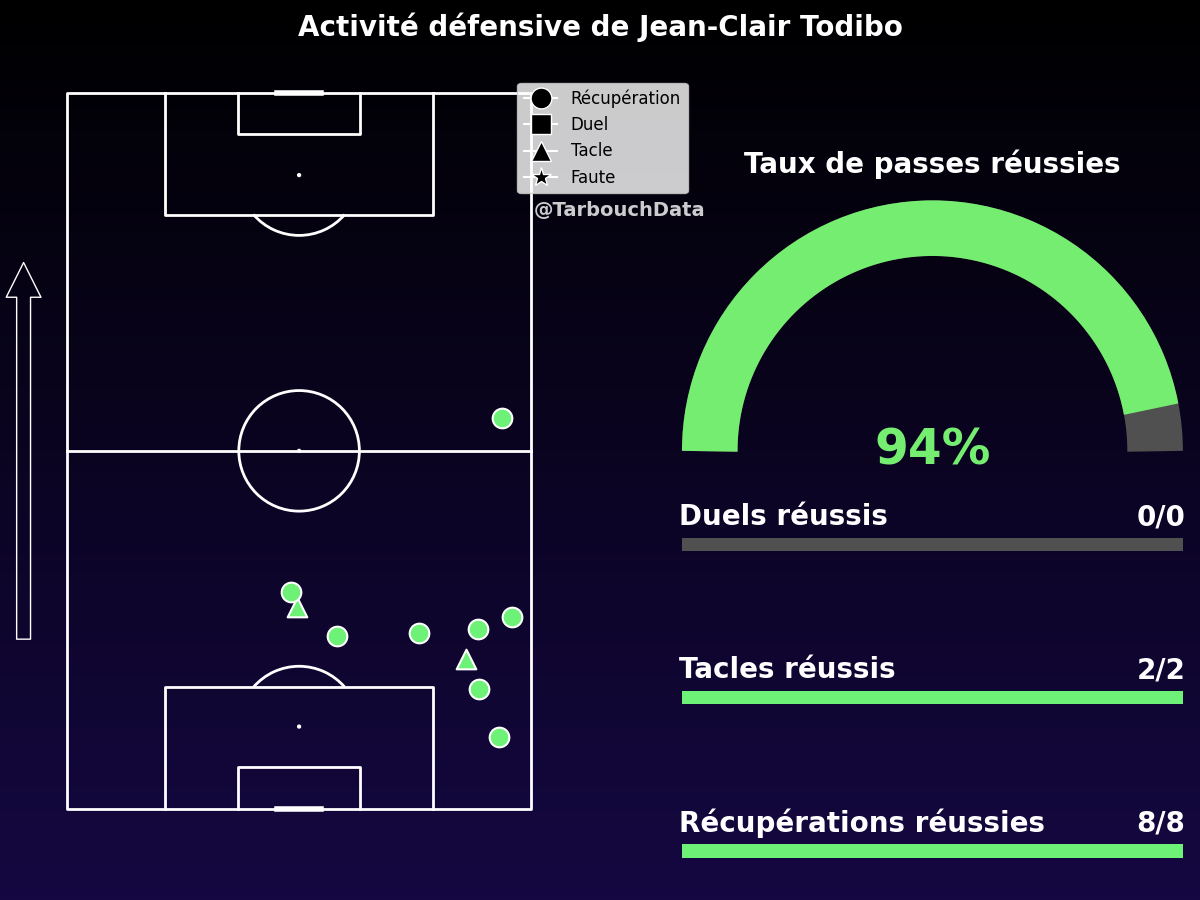 Activité défensive de Jean-Clair Todibo
Récupération
Duel
Tacle
Faute
@TarbouchData
Taux de passes réussies
94%
Duels réussis 0/0
Tacles réussis 2/2
Récupérations réussies 8/8